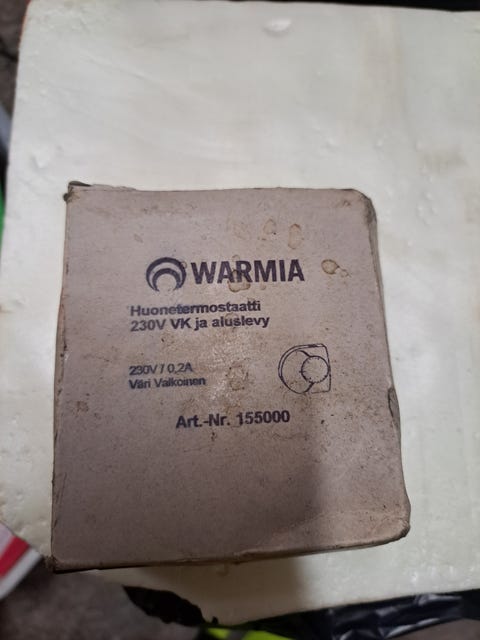 WARMIA
Huonetermostaatti
230V VK ja aluslevy
230V / 0,2A
Väri Valkoinen
Art.-Nr. 155000